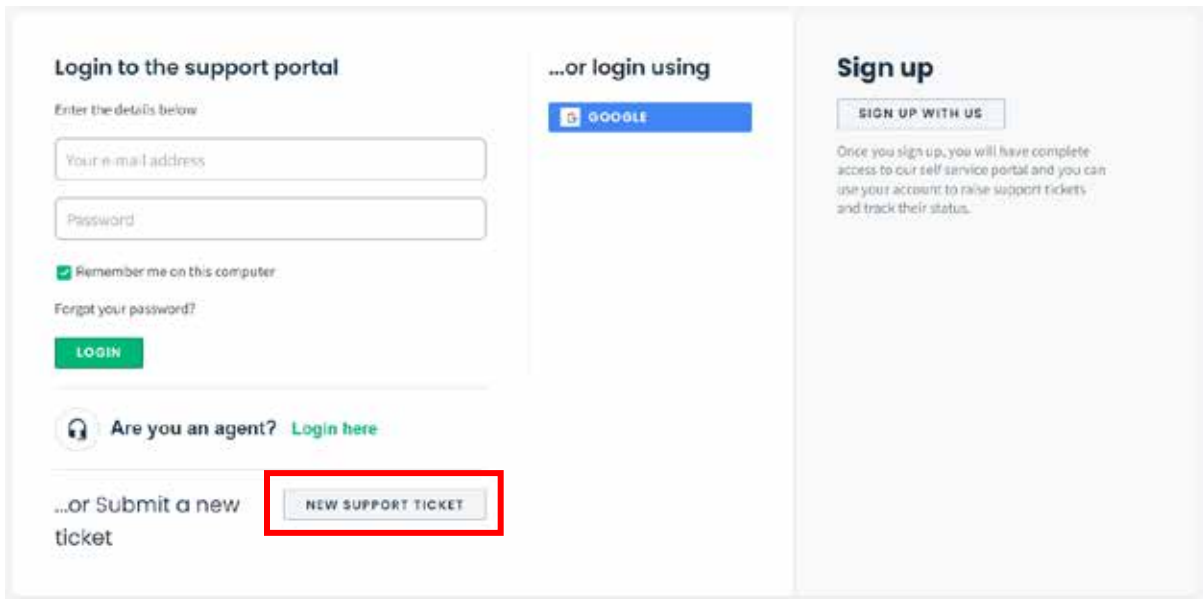 Login to the support portal
Enter the details below
Your e-mail address
Password
Remember me on this computer
Forgot your password?
LOGIN
Are you an agent? Login here
...or Submit a new
ticket
NEW SUPPORT TICKET
...or login using
G GOOGLE
Sign up
SIGN UP WITH US
Once you sign up, you will have complete
access to our self service portal and you can
use your account to raise support tickets
and track their status.